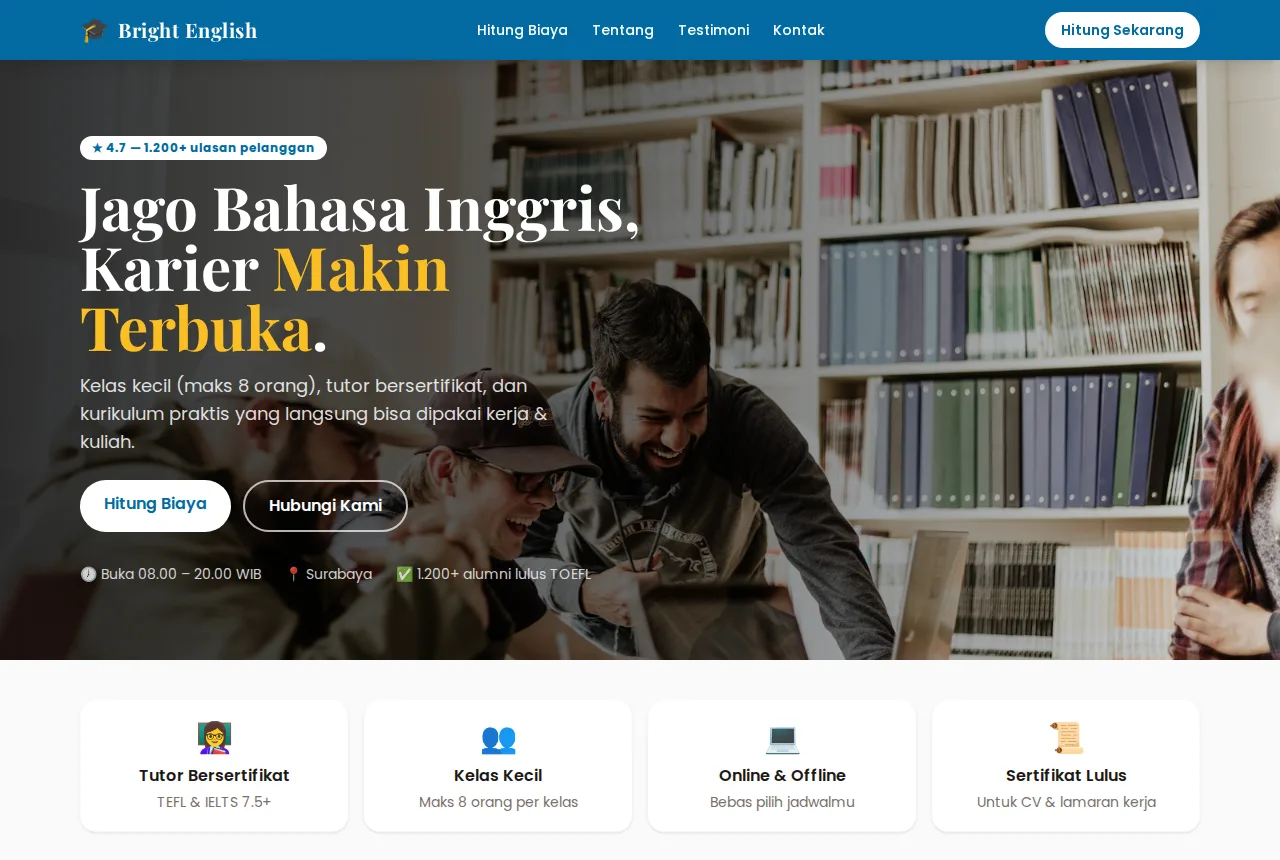 Bright English
Hitung Biaya
Tentang
Testimoni
Kontak
Hitung Sekarang
★ 4.7 — 1.200+ ulasan pelanggan
Jago Bahasa Inggris,
Karier Makin
Terbuka.
Kelas kecil (maks 8 orang), tutor bersertifikat, dan
kurikulum praktis yang langsung bisa dipakai kerja &
kuliah.
Hitung Biaya
Hubungi Kami
Buka 08.00 – 20.00 WIB
Surabaya
✅ 1.200+ alumni lulus TOEFL
Tutor Bersertifikat
TEFL & IELTS 7.5+
Kelas Kecil
Maks 8 orang per kelas
Online & Offline
Bebas pilih jadwalmu
Sertifikat Lulus
Untuk CV & lamaran kerja